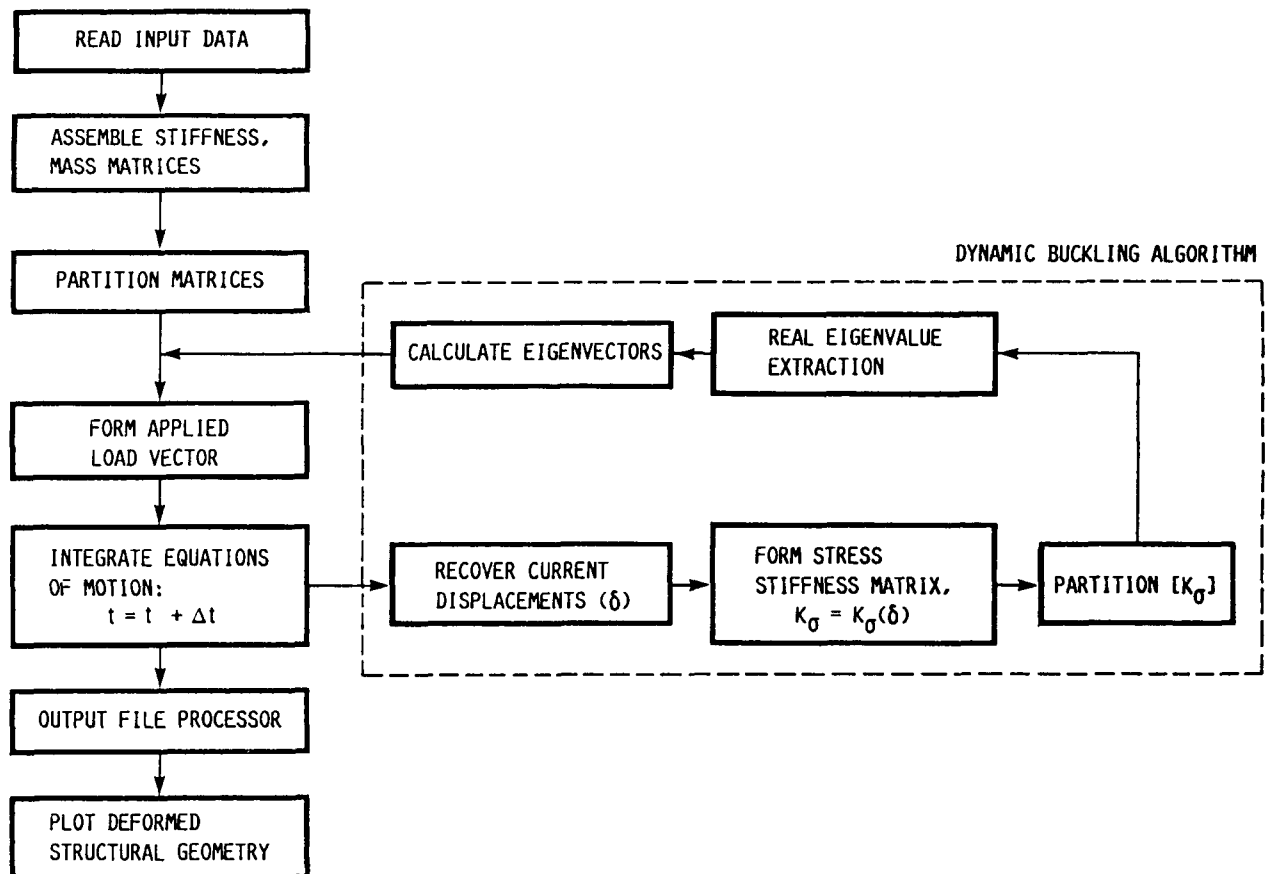 READ INPUT DATA
ASSEMBLE STIFFNESS,
MASS MATRICES
PARTITION MATRICES
FORM APPLIED
LOAD VECTOR
INTEGRATE EQUATIONS
OF MOTION:
t = t + Δt
OUTPUT FILE PROCESSOR
PLOT DEFORMED
STRUCTURAL GEOMETRY
DYNAMIC BUCKLING ALGORITHM
CALCULATE EIGENVECTORS
REAL EIGENVALUE
EXTRACTION
RECOVER CURRENT
DISPLACEMENTS (δ)
FORM STRESS
STIFFNESS MATRIX,
Kσ = Kσ(δ)
PARTITION [Kσ]